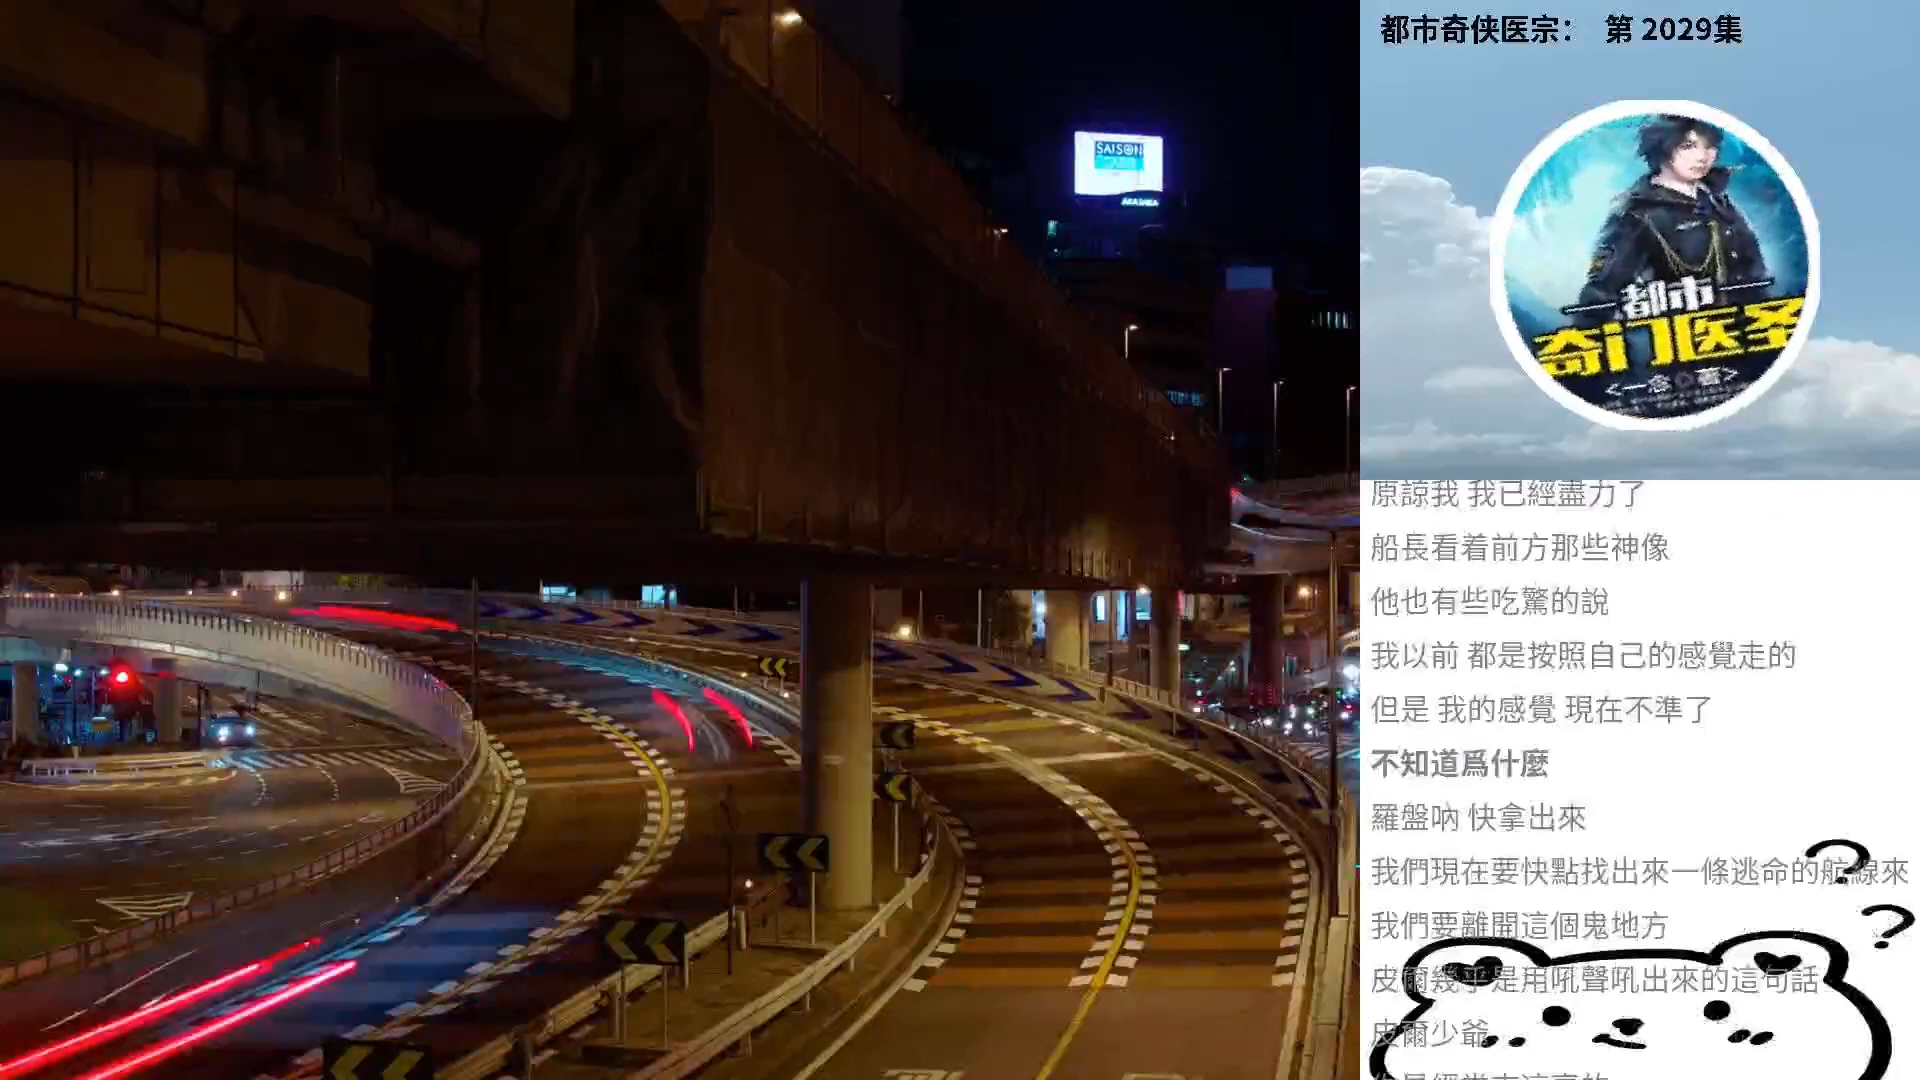 都市奇侠医宗： 第 2029集
SAISON
AKASAKA
都市
奇门医圣
原諒我 我已經盡力了
船長看着前方那些神像
他也有些吃驚的說
我以前 都是按照自己的感覺走的
但是 我的感覺 現在不準了
不知道爲什麼
羅盤吶 快拿出來
我們現在要快點找出來一條逃命的航線來
我們要離開這個鬼地方
皮爾幾乎是用吼聲吼出來的這句話
皮爾少爺